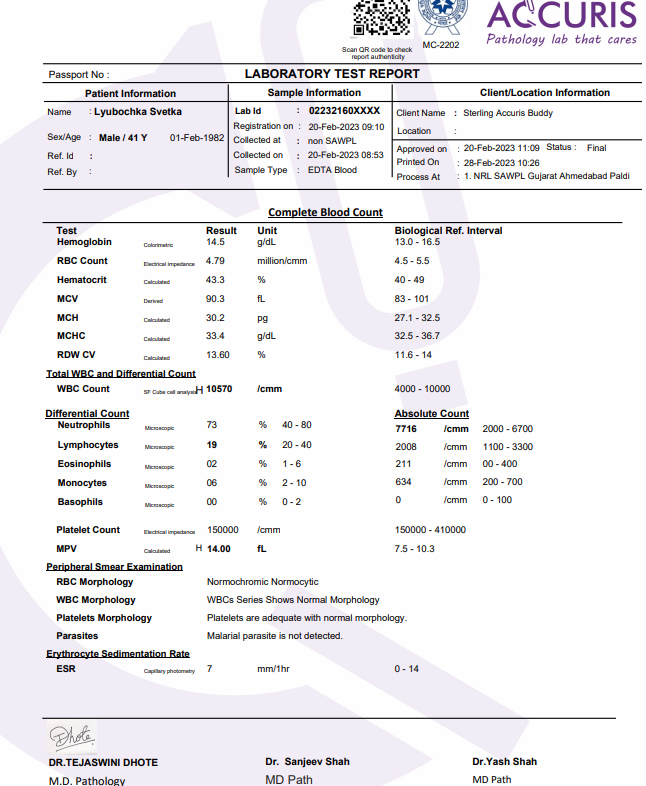 ACCURIS
Pathology lab that cares
Scan QR code to check
report authenticity
MC-2202
Passport No :
LABORATORY TEST REPORT
Patient Information
Name : Lyubochka Svetka
Sex/Age : Male / 41 Y 01-Feb-1982
Ref. Id :
Ref. By :
Sample Information
Lab Id : 02232160XXXX
Registration on : 20-Feb-2023 09:10
Collected at : non SAWPL
Collected on : 20-Feb-2023 08:53
Sample Type : EDTA Blood
Client/Location Information
Client Name : Sterling Accuris Buddy
Location :
Approved on : 20-Feb-2023 11:09 Status : Final
Printed On : 28-Feb-2023 10:26
Process At : 1. NRL SAWPL Gujarat Ahmedabad Paldi
Complete Blood Count
Test Result Unit Biological Ref. Interval
Hemoglobin Colorimetric 14.5 g/dL 13.0 - 16.5
RBC Count Electrical impedance 4.79 million/cmm 4.5 - 5.5
Hematocrit Calculated 43.3 % 40 - 49
MCV Derived 90.3 fL 83 - 101
MCH Calculated 30.2 pg 27.1 - 32.5
MCHC Calculated 33.4 g/dL 32.5 - 36.7
RDW CV Calculated 13.60 % 11.6 - 14
Total WBC and Differential Count
WBC Count SF Cube cell analysis H 10570 /cmm 4000 - 10000
Differential Count Absolute Count
Neutrophils Microscopic 73 % 40 - 80 7716 /cmm 2000 - 6700
Lymphocytes Microscopic 19 % 20 - 40 2008 /cmm 1100 - 3300
Eosinophils Microscopic 02 % 1 - 6 211 /cmm 00 - 400
Monocytes Microscopic 06 % 2 - 10 634 /cmm 200 - 700
Basophils Microscopic 00 % 0 - 2 0 /cmm 0 - 100
Platelet Count Electrical impedance 150000 /cmm 150000 - 410000
MPV Calculated H 14.00 fL 7.5 - 10.3
Peripheral Smear Examination
RBC Morphology Normochromic Normocytic
WBC Morphology WBCs Series Shows Normal Morphology
Platelets Morphology Platelets are adequate with normal morphology.
Parasites Malarial parasite is not detected.
Erythrocyte Sedimentation Rate
ESR Capillary photometry 7 mm/1hr 0 - 14
Dhote
DR.TEJASWINI DHOTE Dr. Sanjeev Shah Dr.Yash Shah
M.D. Pathology MD Path MD Path